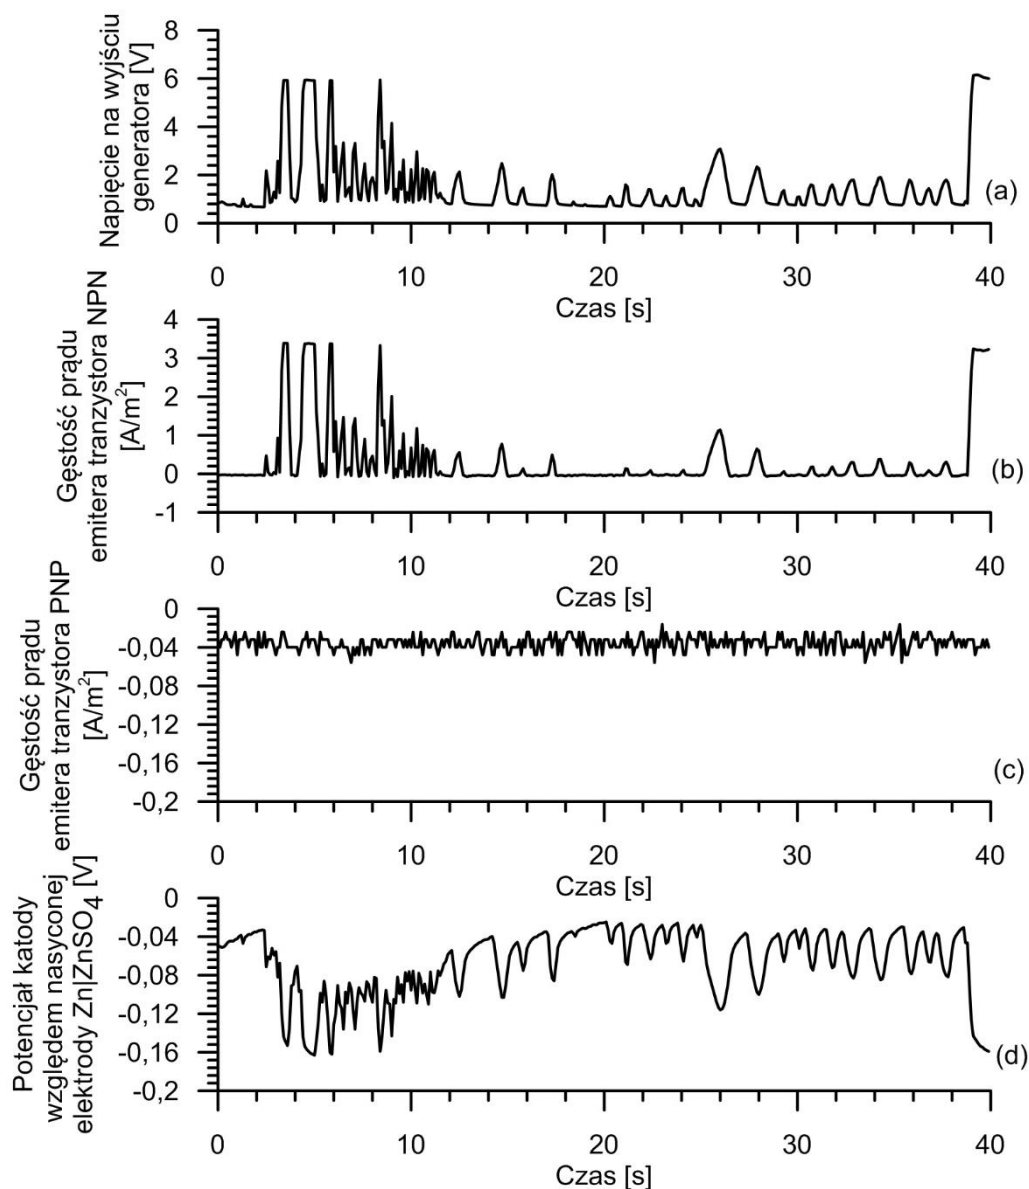 Napięcie na wyjściu
generatora [V]
8
6
4
2
0
(a)
0 10 20 30 40
Czas [s]
Gęstość prądu
emitera tranzystora NPN
[A/m²]
4
3
2
1
0
-1
(b)
0 10 20 30 40
Czas [s]
Gęstość prądu
emitera tranzystora PNP
[A/m²]
0
-0,04
-0,08
-0,12
-0,16
-0,2
(c)
0 10 20 30 40
Czas [s]
Potencjał katody
względem nasyconej
elektrody Zn|ZnSO4 [V]
0
-0,04
-0,08
-0,12
-0,16
-0,2
(d)
0 10 20 30 40
Czas [s]